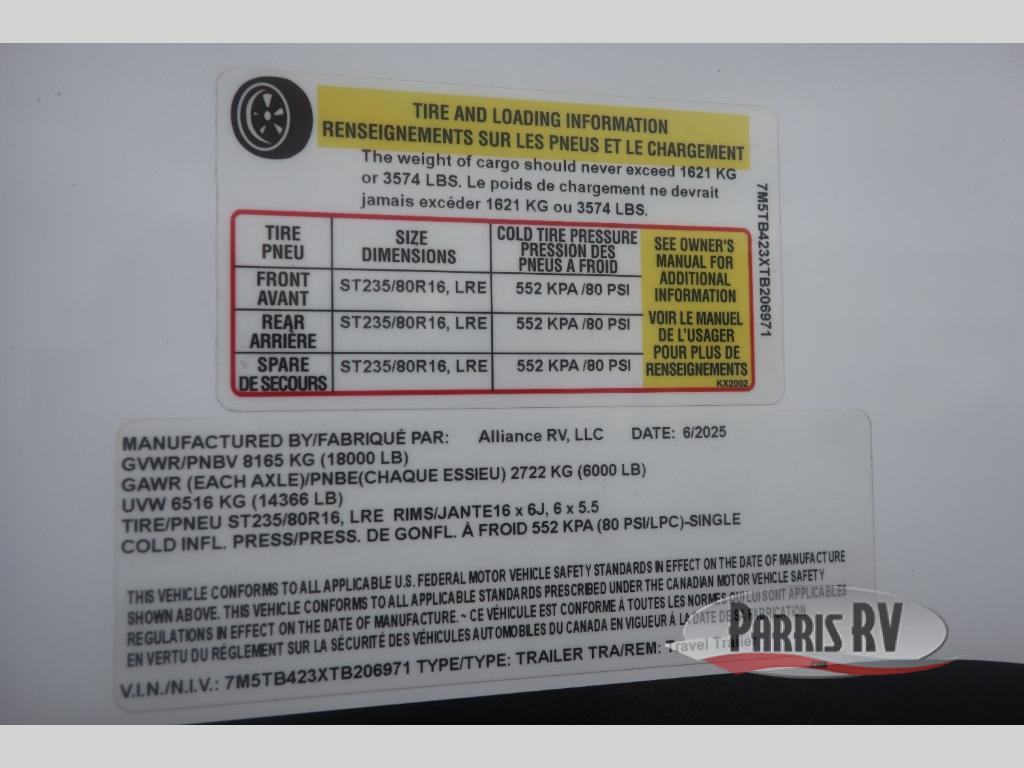 TIRE AND LOADING INFORMATION
RENSEIGNEMENTS SUR LES PNEUS ET LE CHARGEMENT
The weight of cargo should never exceed 1621 KG
or 3574 LBS. Le poids de chargement ne devrait
jamais excéder 1621 KG ou 3574 LBS.
7M5TB423XTB206971
TIRE PNEU SIZE DIMENSIONS COLD TIRE PRESSURE PRESSION DES PNEUS A FROID
FRONT AVANT ST235/80R16, LRE 552 KPA /80 PSI
REAR ARRIÈRE ST235/80R16, LRE 552 KPA /80 PSI
SPARE DE SECOURS ST235/80R16, LRE 552 KPA /80 PSI
SEE OWNER'S
MANUAL FOR
ADDITIONAL
INFORMATION
VOIR LE MANUEL
DE L'USAGER
POUR PLUS DE
RENSEIGNEMENTS
KX2002
MANUFACTURED BY/FABRIQUÉ PAR: Alliance RV, LLC DATE: 6/2025
GVWR/PNBV 8165 KG (18000 LB)
GAWR (EACH AXLE)/PNBE(CHAQUE ESSIEU) 2722 KG (6000 LB)
UVW 6516 KG (14366 LB)
TIRE/PNEU ST235/80R16, LRE RIMS/JANTE16 x 6J, 6 x 5.5
COLD INFL. PRESS/PRESS. DE GONFL. À FROID 552 KPA (80 PSI/LPC)-SINGLE
THIS VEHICLE CONFORMS TO ALL APPLICABLE U.S. FEDERAL MOTOR VEHICLE SAFETY STANDARDS IN EFFECT ON THE DATE OF MANUFACTURE
SHOWN ABOVE. THIS VEHICLE CONFORMS TO ALL APPLICABLE STANDARDS PRESCRIBED UNDER THE CANADIAN MOTOR VEHICLE SAFETY
REGULATIONS IN EFFECT ON THE DATE OF MANUFACTURE. ~ CE VÉHICULE EST CONFORME À TOUTES LES NORMES QUI LUI SONT APPLICABLES
EN VERTU DU RÉGLEMENT SUR LA SÉCURITÉ DES VÉHICULES AUTOMOBILES DU CANADA EN VIGUEUR À LA DATE DE FABRICATION
V.I.N./N.I.V.: 7M5TB423XTB206971 TYPE/TYPE: TRAILER TRA/REM: Travel Trailer
PARRIS RV
.com